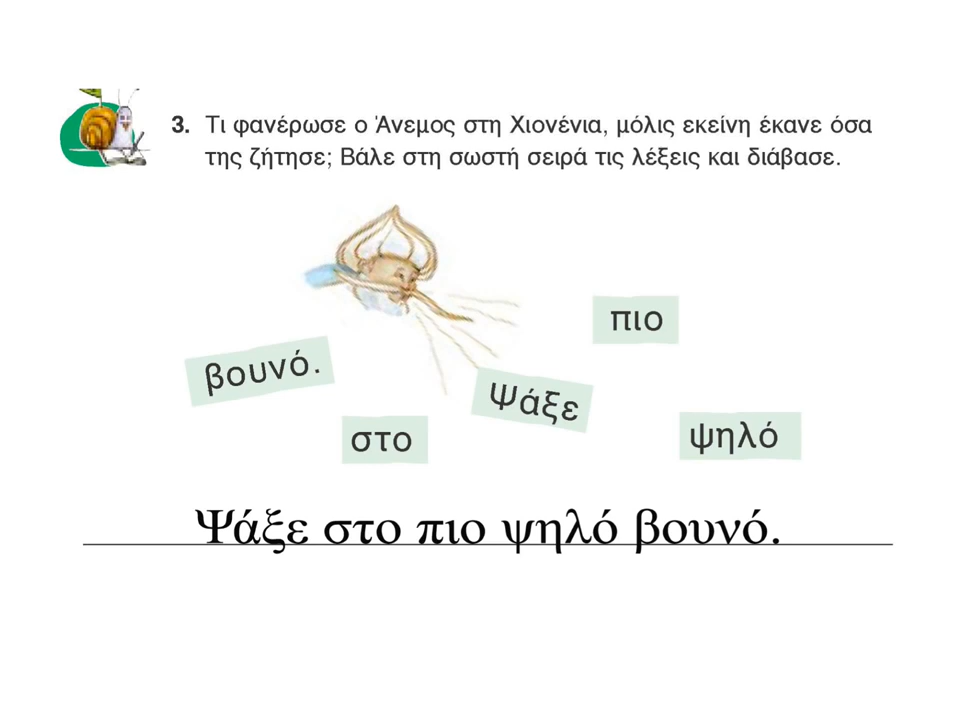 3. Τι φανέρωσε ο Άνεμος στη Χιονένια, μόλις εκείνη έκανε όσα
της ζήτησε; Βάλε στη σωστή σειρά τις λέξεις και διάβασε.
πιο
βουνό.
Ψάξε
στο
ψηλό
Ψάξε στο πιο ψηλό βουνό.